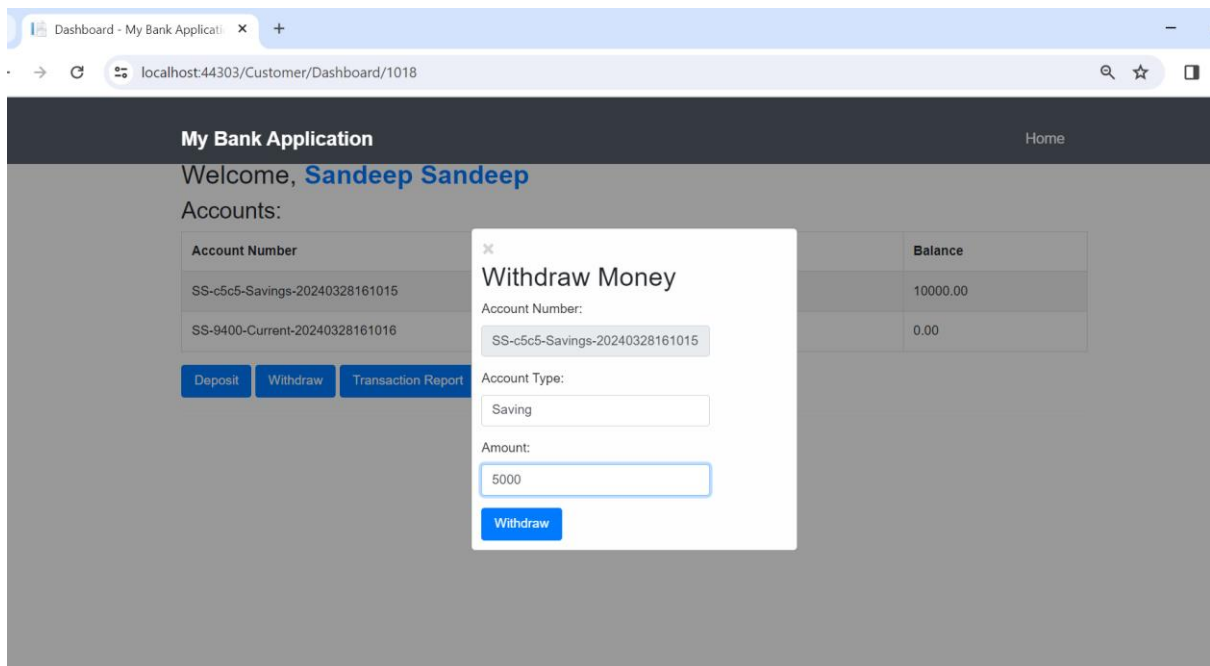 Dashboard - My Bank Applicati
localhost:44303/Customer/Dashboard/1018
My Bank Application Home
Welcome, Sandeep Sandeep
Accounts:
Account Number Balance
SS-c5c5-Savings-20240328161015 10000.00
SS-9400-Current-20240328161016 0.00
Deposit Withdraw Transaction Report
Withdraw Money
Account Number:
SS-c5c5-Savings-20240328161015
Account Type:
Saving
Amount:
5000
Withdraw